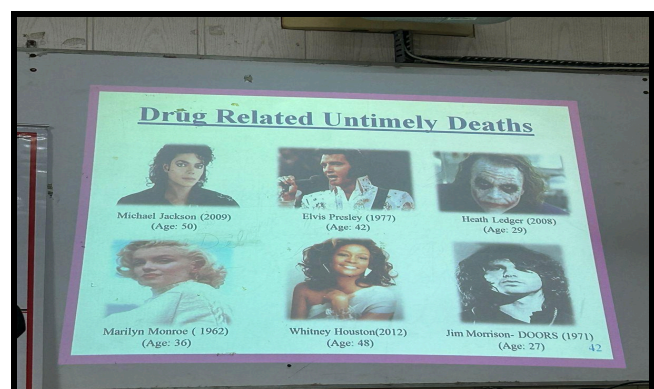 Drug Related Untimely Deaths
Michael Jackson (2009)
(Age: 50)
Elvis Presley (1977)
(Age: 42)
Heath Ledger (2008)
(Age: 29)
Marilyn Monroe ( 1962)
(Age: 36)
Whitney Houston(2012)
(Age: 48)
Jim Morrison- DOORS (1971)
(Age: 27)
42